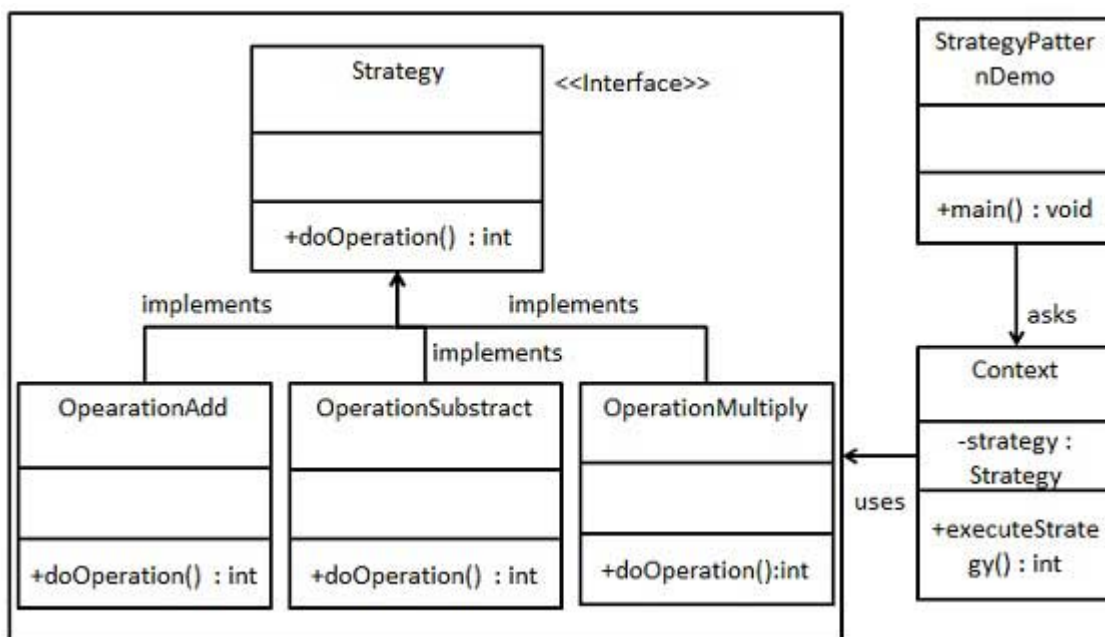 Strategy
<<Interface>>
+doOperation() : int
implements
implements
implements
OpearationAdd
+doOperation() : int
OperationSubstract
+doOperation() : int
OperationMultiply
+doOperation():int
StrategyPatter
nDemo
+main() : void
asks
Context
-strategy :
Strategy
+executeStrate
gy() : int
uses